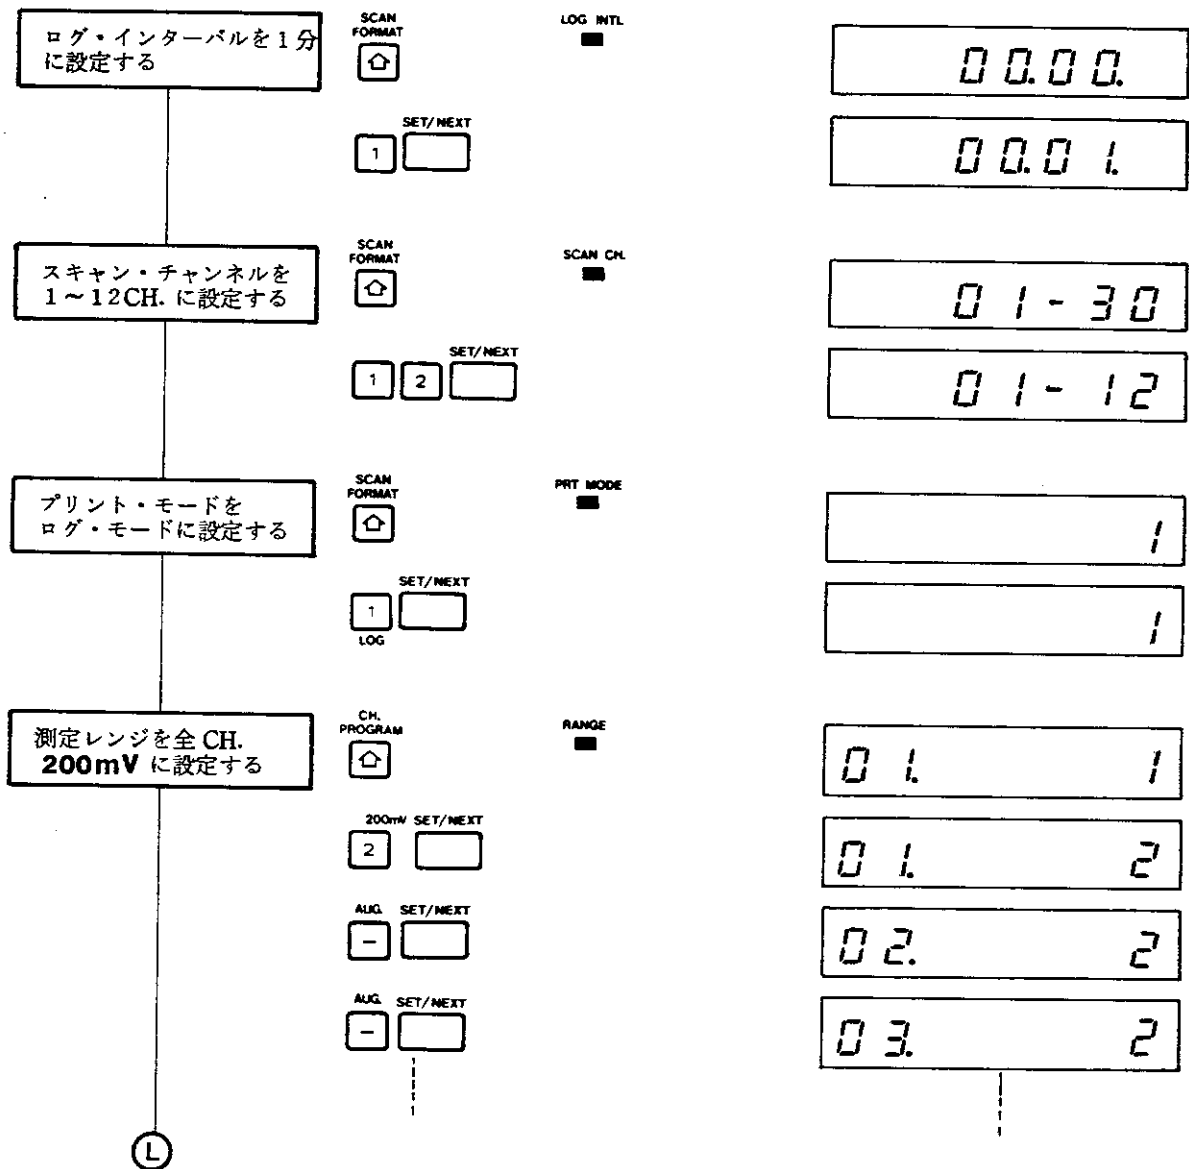 ログ・インターバルを1分
に設定する
SCAN
FORMAT
LOG INTL
00.00.
SET/NEXT
1
00.01.
スキャン・チャンネルを
1～12CH. に設定する
SCAN
FORMAT
SCAN CH.
01-30
SET/NEXT
1 2
01-12
プリント・モードを
ログ・モードに設定する
SCAN
FORMAT
PRT MODE
1
SET/NEXT
1
LOG
1
測定レンジを全 CH.
200mV に設定する
CH.
PROGRAM
RANGE
01. 1
200mV SET/NEXT
2
01. 2
AUG. SET/NEXT
-
02. 2
AUG. SET/NEXT
-
03. 2
L